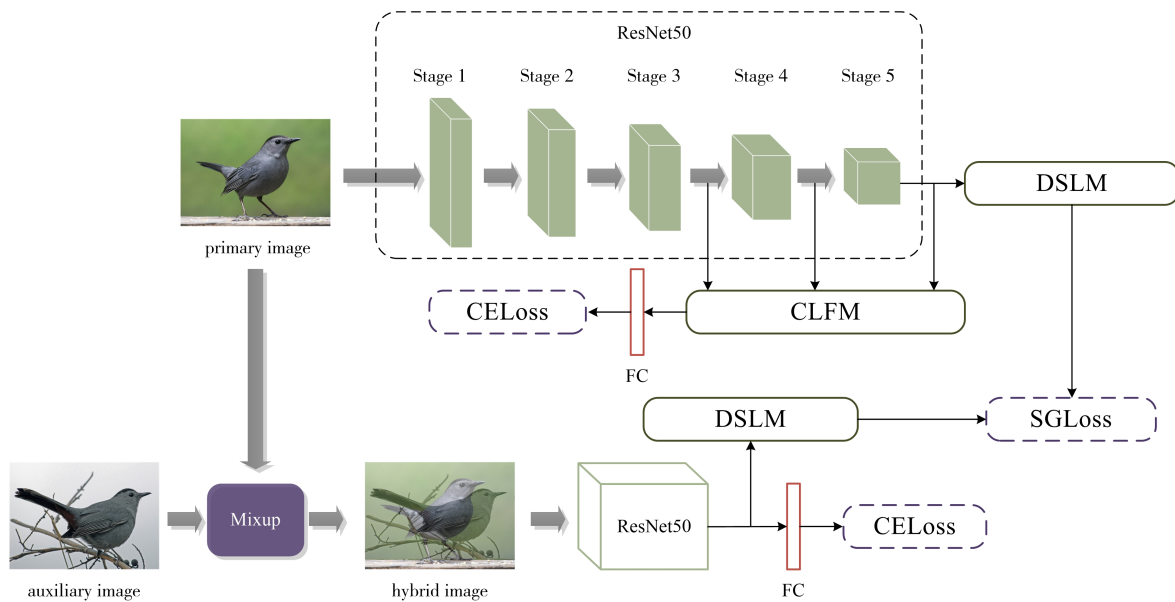 ResNet50
Stage 1
Stage 2
Stage 3
Stage 4
Stage 5
DSLM
primary image
CELoss
CLFM
FC
DSLM
SGLoss
Mixup
ResNet50
CELoss
auxiliary image
hybrid image
FC